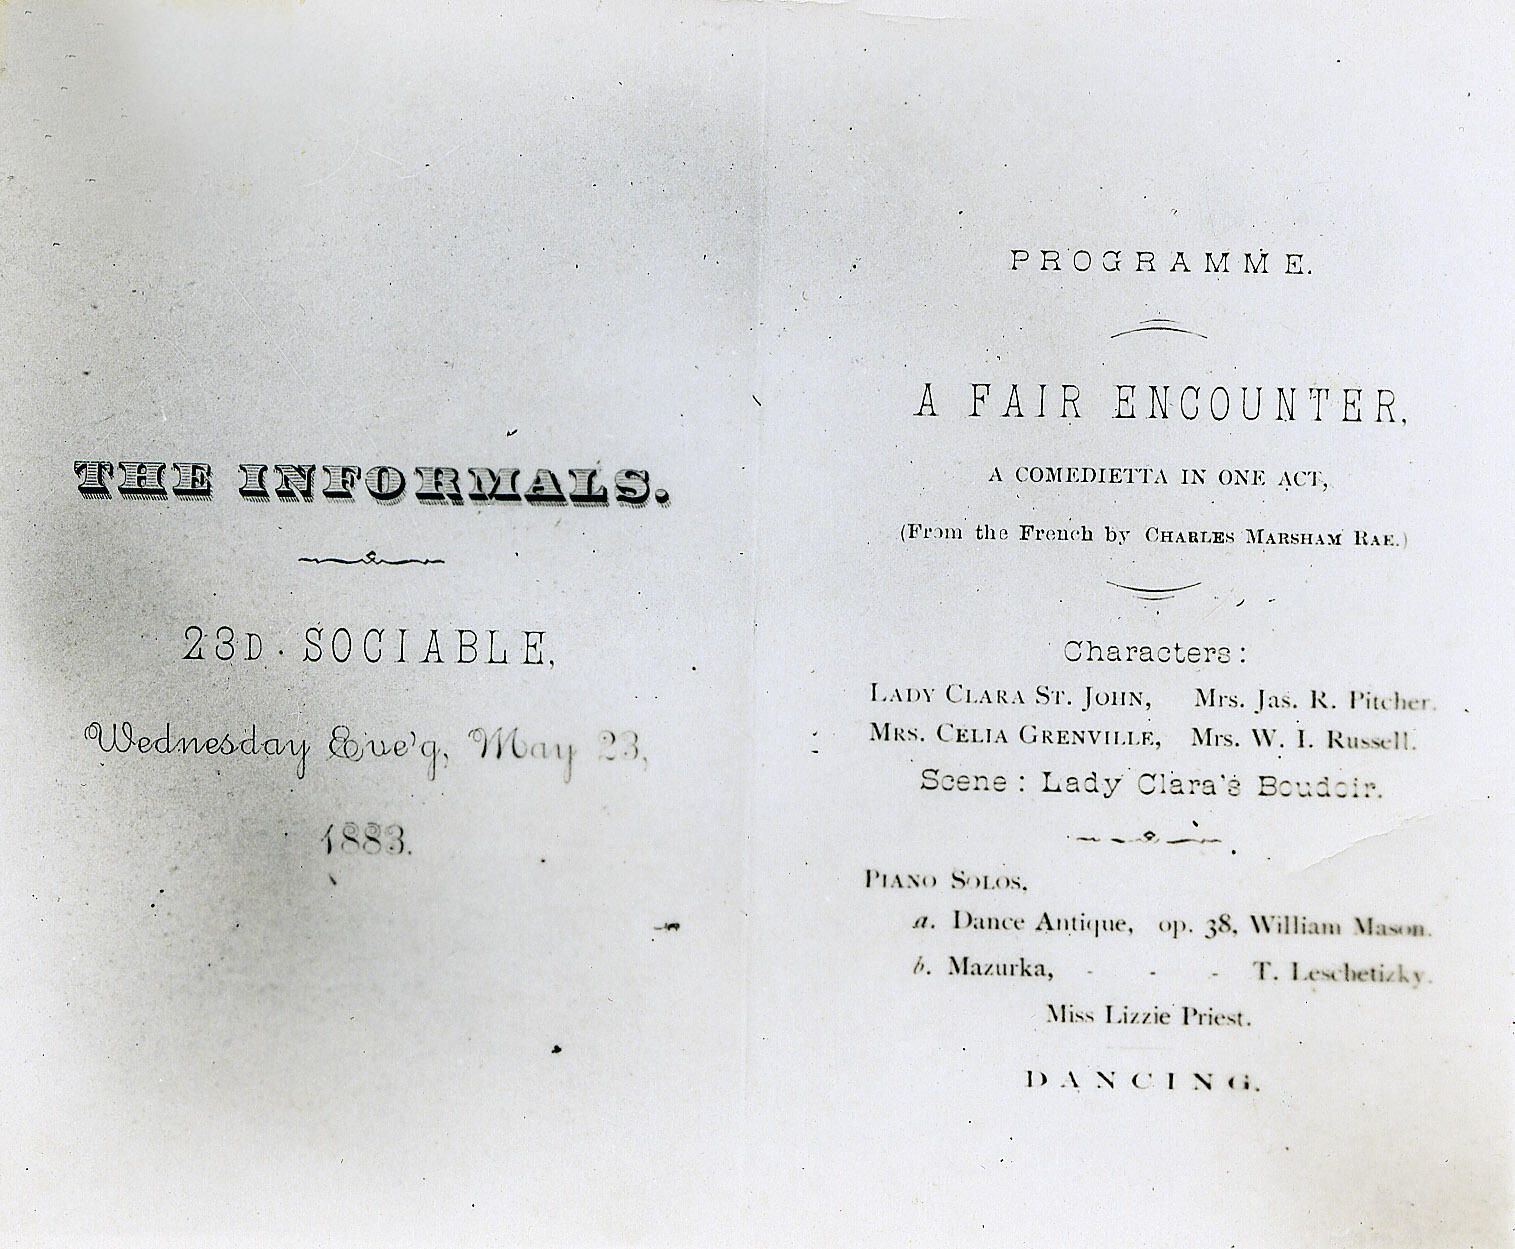 THE INFORMALS.
23D. SOCIABLE,
Wednesday Eve'g, May 23,
1883.
PROGRAMME.
A FAIR ENCOUNTER,
A COMEDIETTA IN ONE ACT,
(From the French by CHARLES MARSHAM RAE.)
Characters:
LADY CLARA ST. JOHN, Mrs. Jas. R. Pitcher.
MRS. CELIA GRENVILLE, Mrs. W. I. Russell.
Scene: Lady Clara's Boudoir.
PIANO SOLOS,
a. Dance Antique, op. 38, William Mason.
b. Mazurka, - - - T. Leschetizky.
Miss Lizzie Priest.
DANCING.